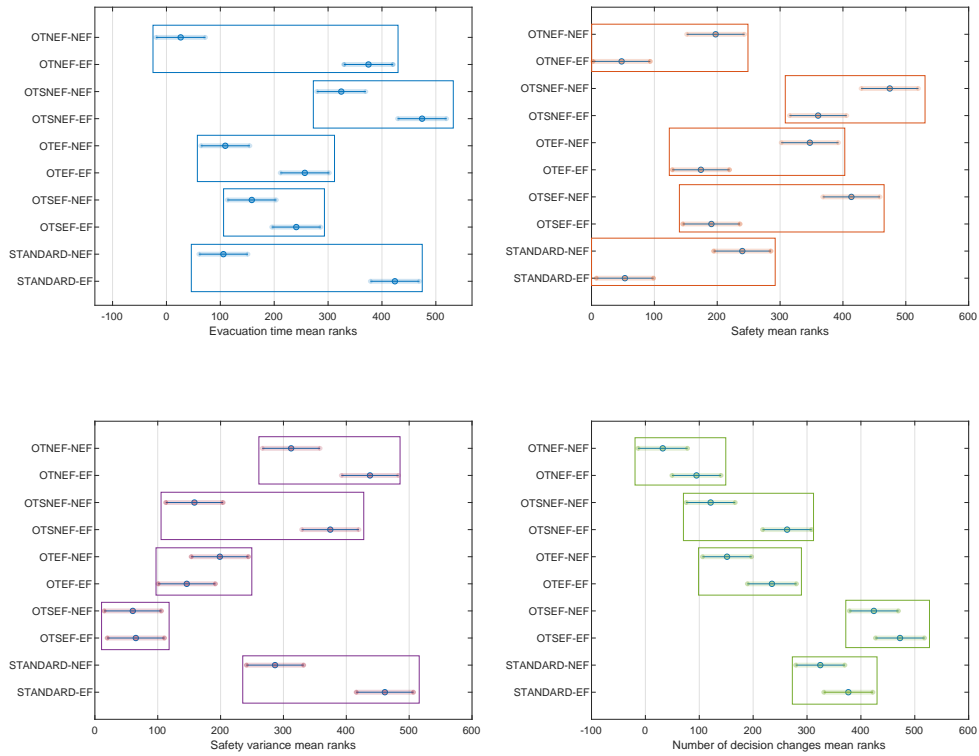 OTNEF-NEF
OTNEF-EF
OTSNEF-NEF
OTSNEF-EF
OTEF-NEF
OTEF-EF
OTSEF-NEF
OTSEF-EF
STANDARD-NEF
STANDARD-EF
-100 0 100 200 300 400 500
Evacuation time mean ranks
OTNEF-NEF
OTNEF-EF
OTSNEF-NEF
OTSNEF-EF
OTEF-NEF
OTEF-EF
OTSEF-NEF
OTSEF-EF
STANDARD-NEF
STANDARD-EF
0 100 200 300 400 500 600
Safety mean ranks
OTNEF-NEF
OTNEF-EF
OTSNEF-NEF
OTSNEF-EF
OTEF-NEF
OTEF-EF
OTSEF-NEF
OTSEF-EF
STANDARD-NEF
STANDARD-EF
0 100 200 300 400 500 600
Safety variance mean ranks
OTNEF-NEF
OTNEF-EF
OTSNEF-NEF
OTSNEF-EF
OTEF-NEF
OTEF-EF
OTSEF-NEF
OTSEF-EF
STANDARD-NEF
STANDARD-EF
-100 0 100 200 300 400 500 600
Number of decision changes mean ranks